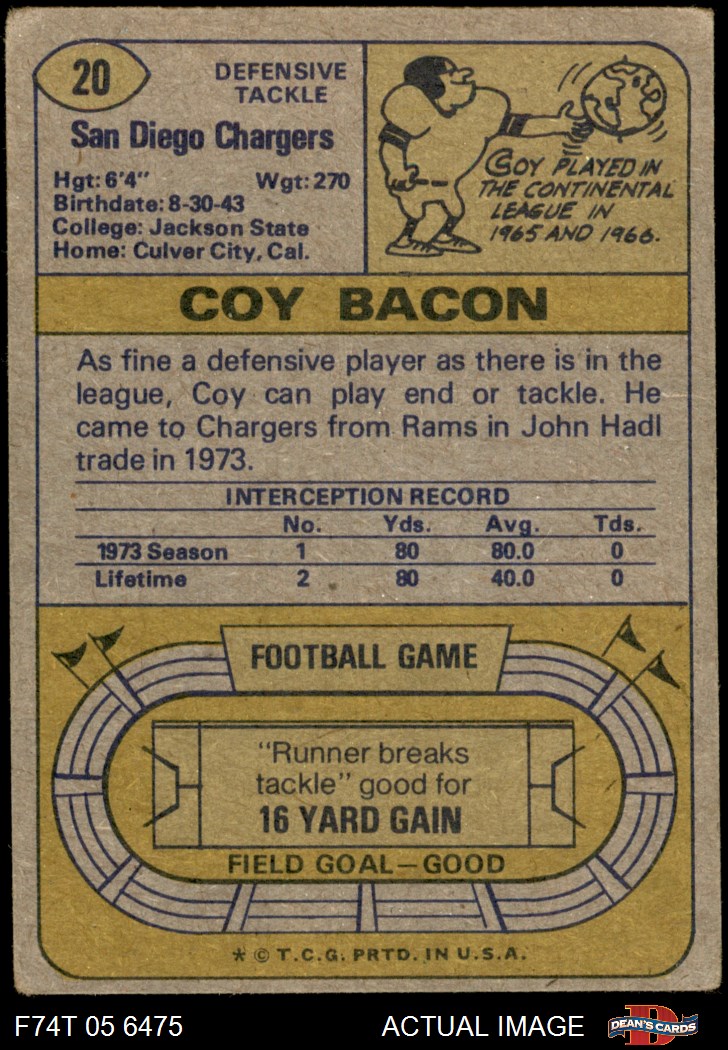 20
DEFENSIVE
TACKLE
San Diego Chargers
Hgt: 6'4" Wgt: 270
Birthdate: 8-30-43
College: Jackson State
Home: Culver City, Cal.
COY PLAYED IN
THE CONTINENTAL
LEAGUE IN
1965 AND 1966.
COY BACON
As fine a defensive player as there is in the
league, Coy can play end or tackle. He
came to Chargers from Rams in John Hadl
trade in 1973.
INTERCEPTION RECORD
No. Yds. Avg. Tds.
1973 Season 1 80 80.0 0
Lifetime 2 80 40.0 0
FOOTBALL GAME
"Runner breaks
tackle" good for
16 YARD GAIN
FIELD GOAL—GOOD
* © T.C.G. PRTD. IN U.S.A.
F74T 05 6475 ACTUAL IMAGE D DEAN'S CARDS